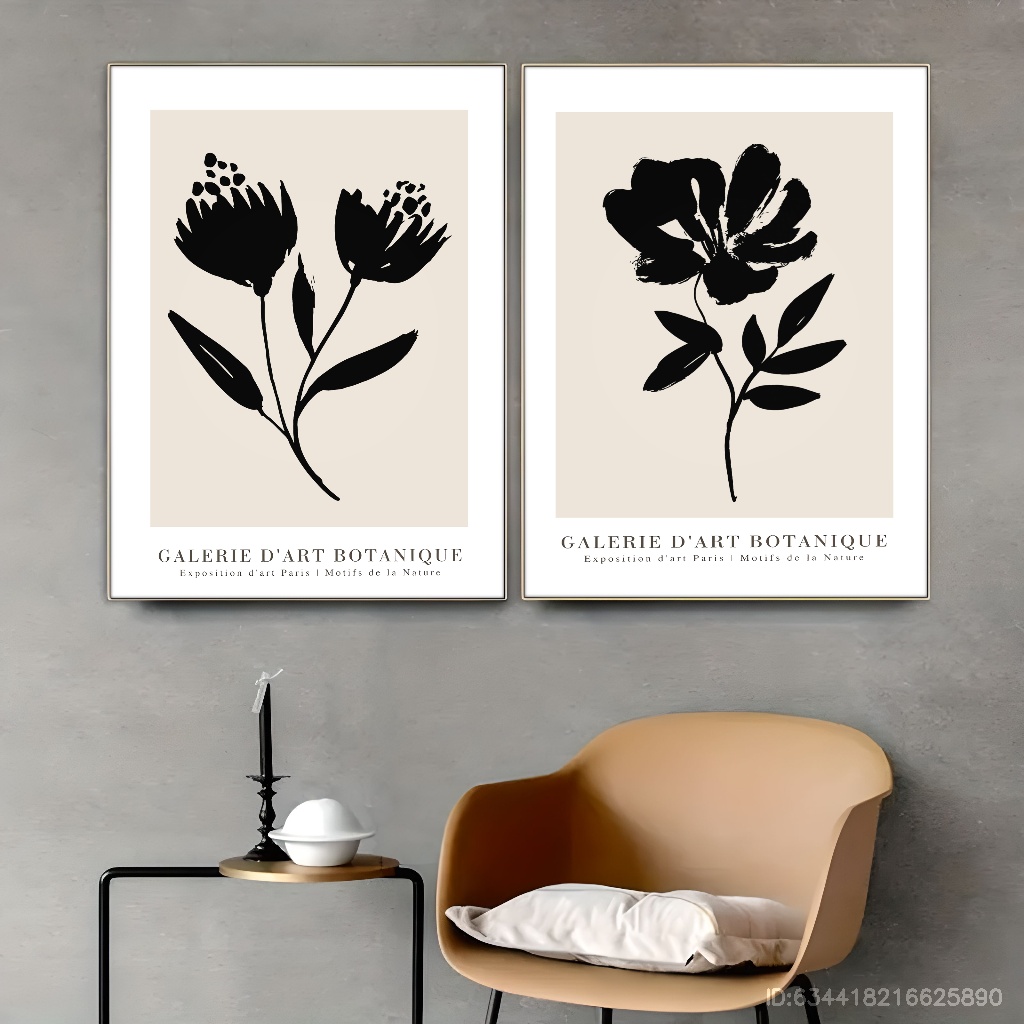 GALERIE D'ART BOTANIQUE
Exposition d'art Paris | Motifs de la Nature
GALERIE D'ART BOTANIQUE
Exposition d'art Paris | Motifs de la Nature
ID:634418216625890